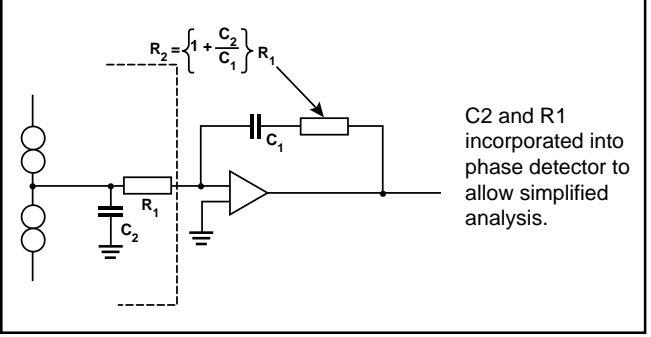 R2 = {1 + C2/C1} R1
C1
R1
C2
C2 and R1
incorporated into
phase detector to
allow simplified
analysis.